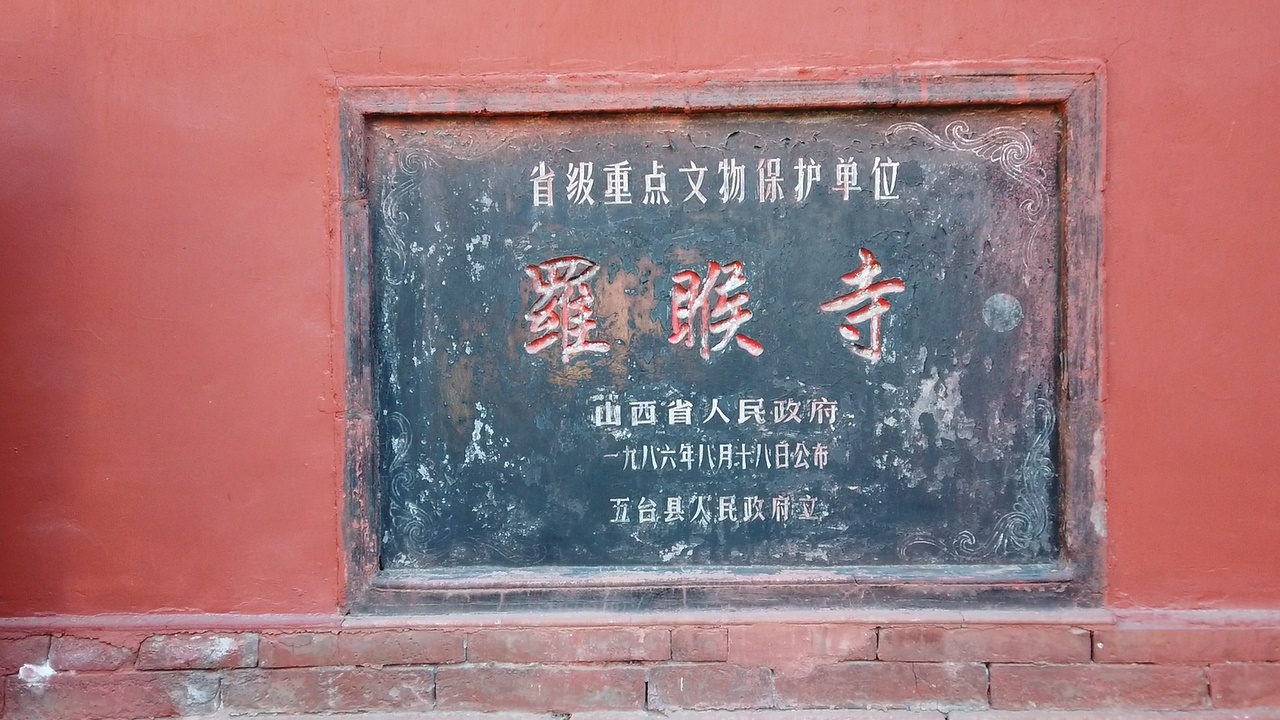 省级重点文物保护单位
羅睺寺
山西省人民政府
一九八六年八月十八日公布
五台县人民政府立